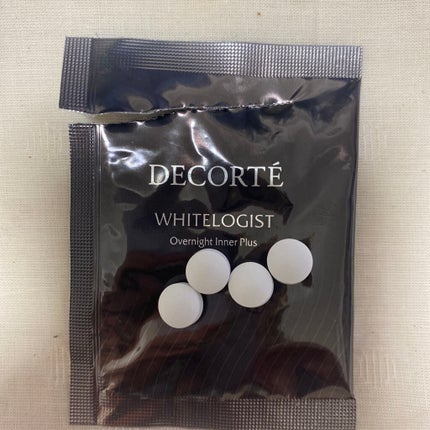 DECORTÉ
WHITELOGIST
Overnight Inner Plus